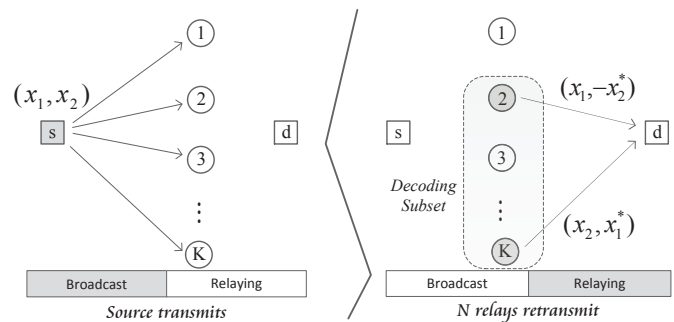 1
(x₁, x₂)
2
s
d
3
⋮
K
Broadcast Relaying
Source transmits
1
2
(x₁,−x₂*)
s
d
3
Decoding
Subset
⋮
(x₂, x₁*)
K
Broadcast Relaying
N relays retransmit